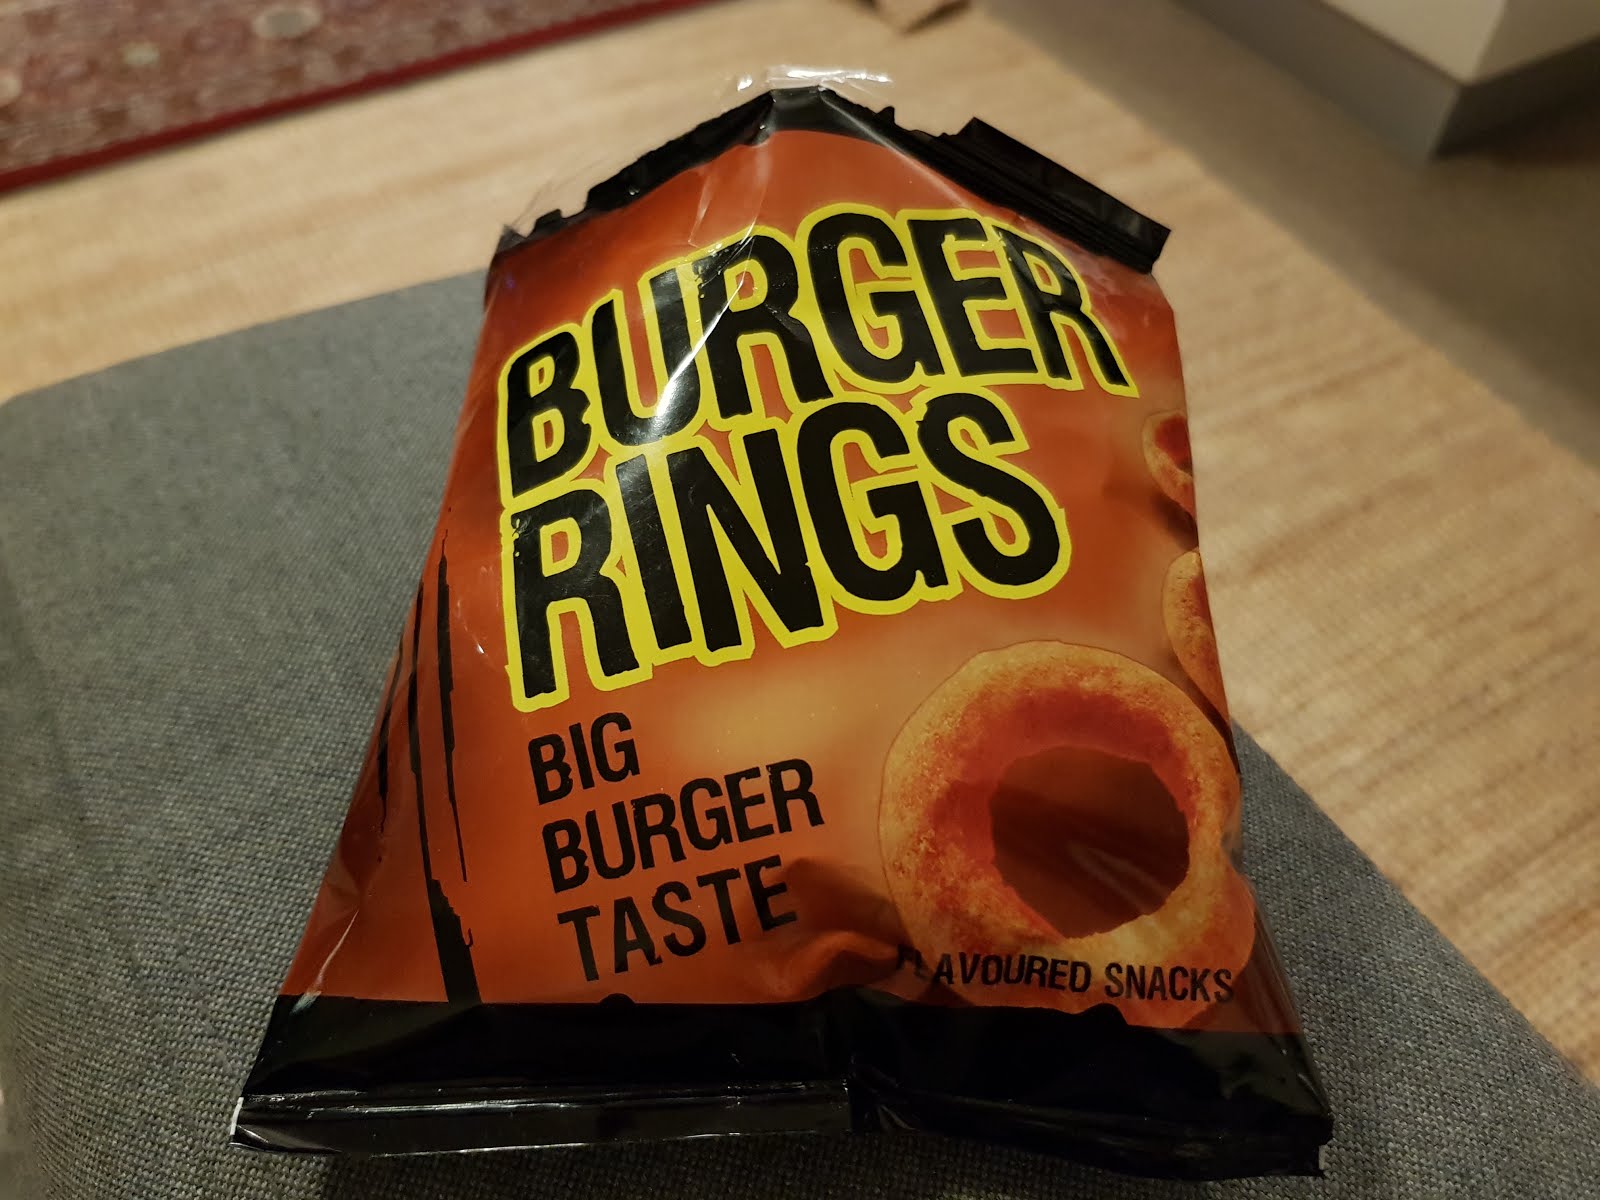 BURGER
RINGS
BIG
BURGER
TASTE
FLAVOURED SNACKS